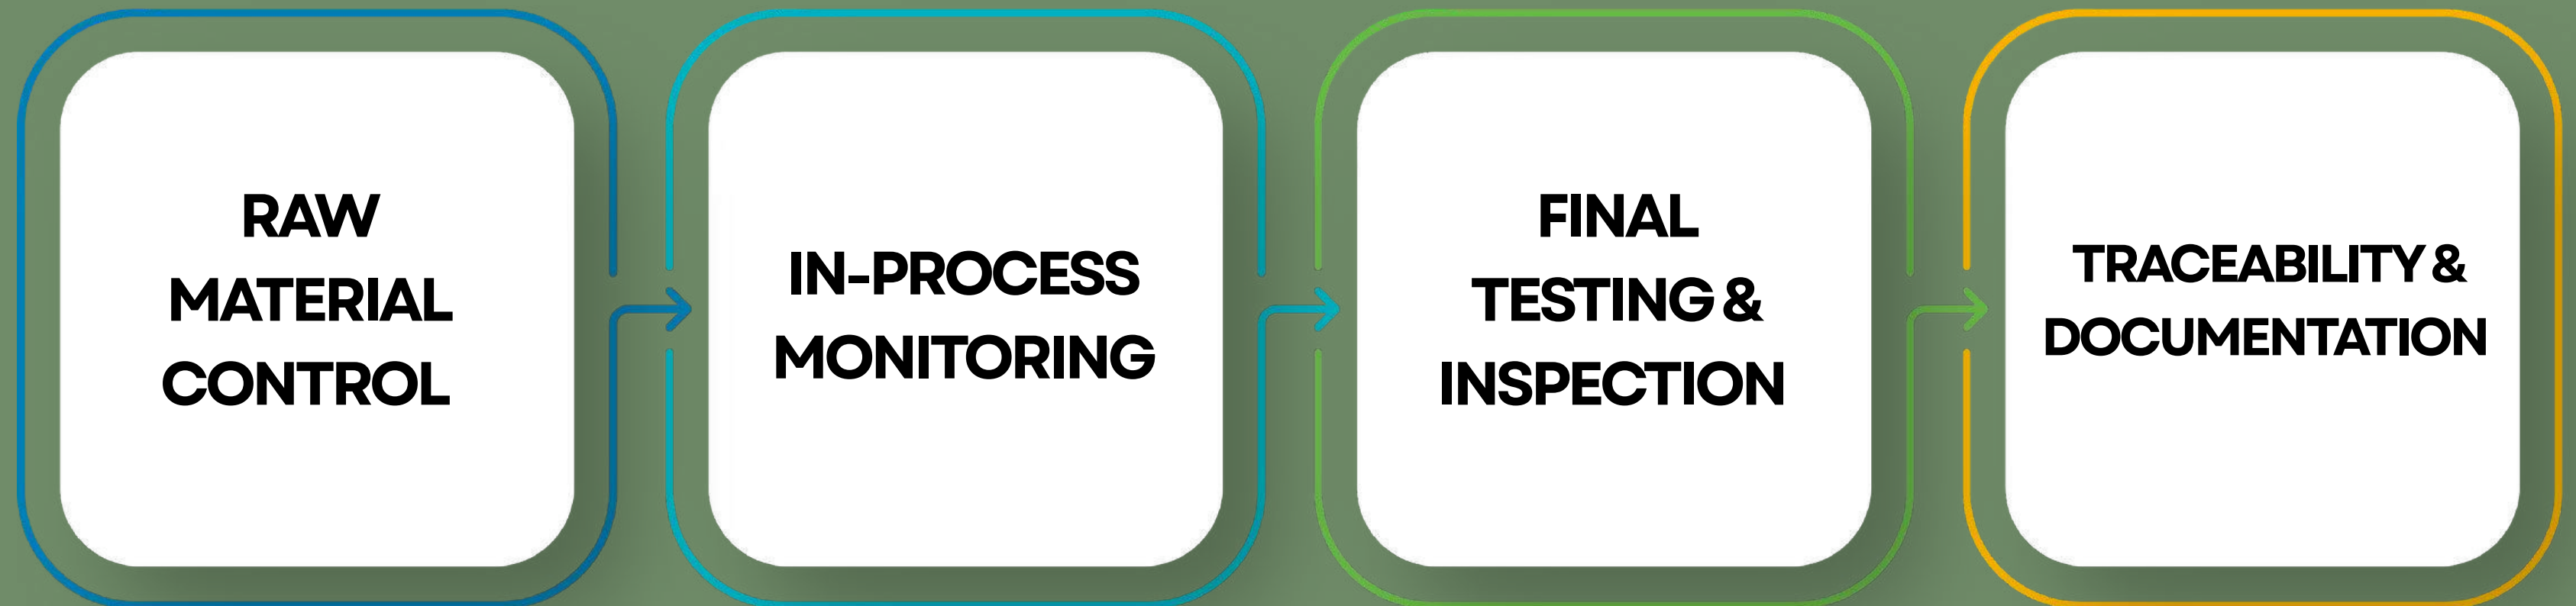 RAW
MATERIAL
CONTROL
IN-PROCESS
MONITORING
FINAL
TESTING &
INSPECTION
TRACEABILITY &
DOCUMENTATION